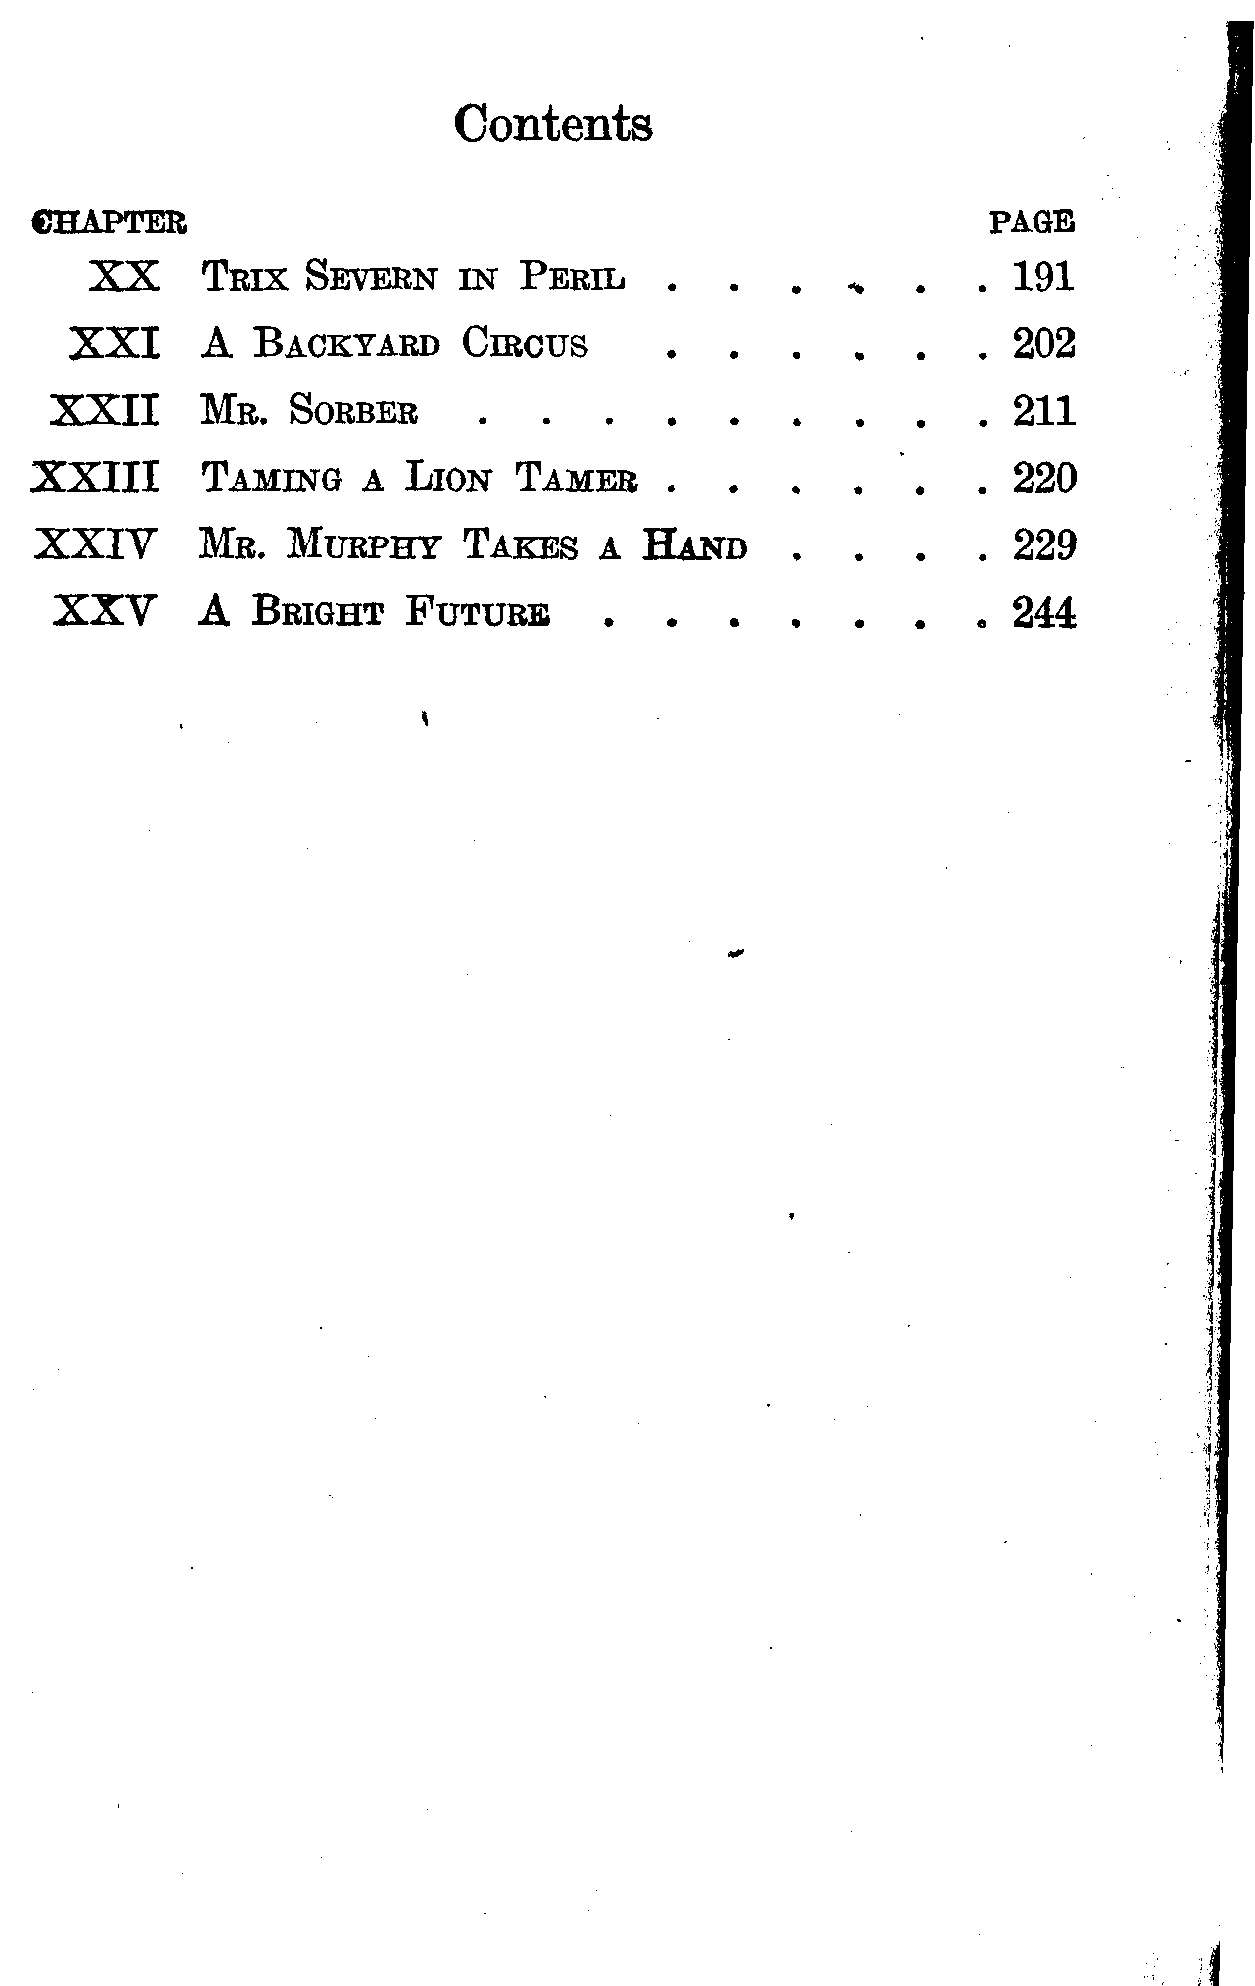 Contents
CHAPTER PAGE
XX TRIX SEVERN IN PERIL . . . . . . 191
XXI A BACKYARD CIRCUS . . . . . . 202
XXII MR. SORBER . . . . . . . . . 211
XXIII TAMING A LION TAMER . . . . . . 220
XXIV MR. MURPHY TAKES A HAND . . . . 229
XXV A BRIGHT FUTURE . . . . . . . 244